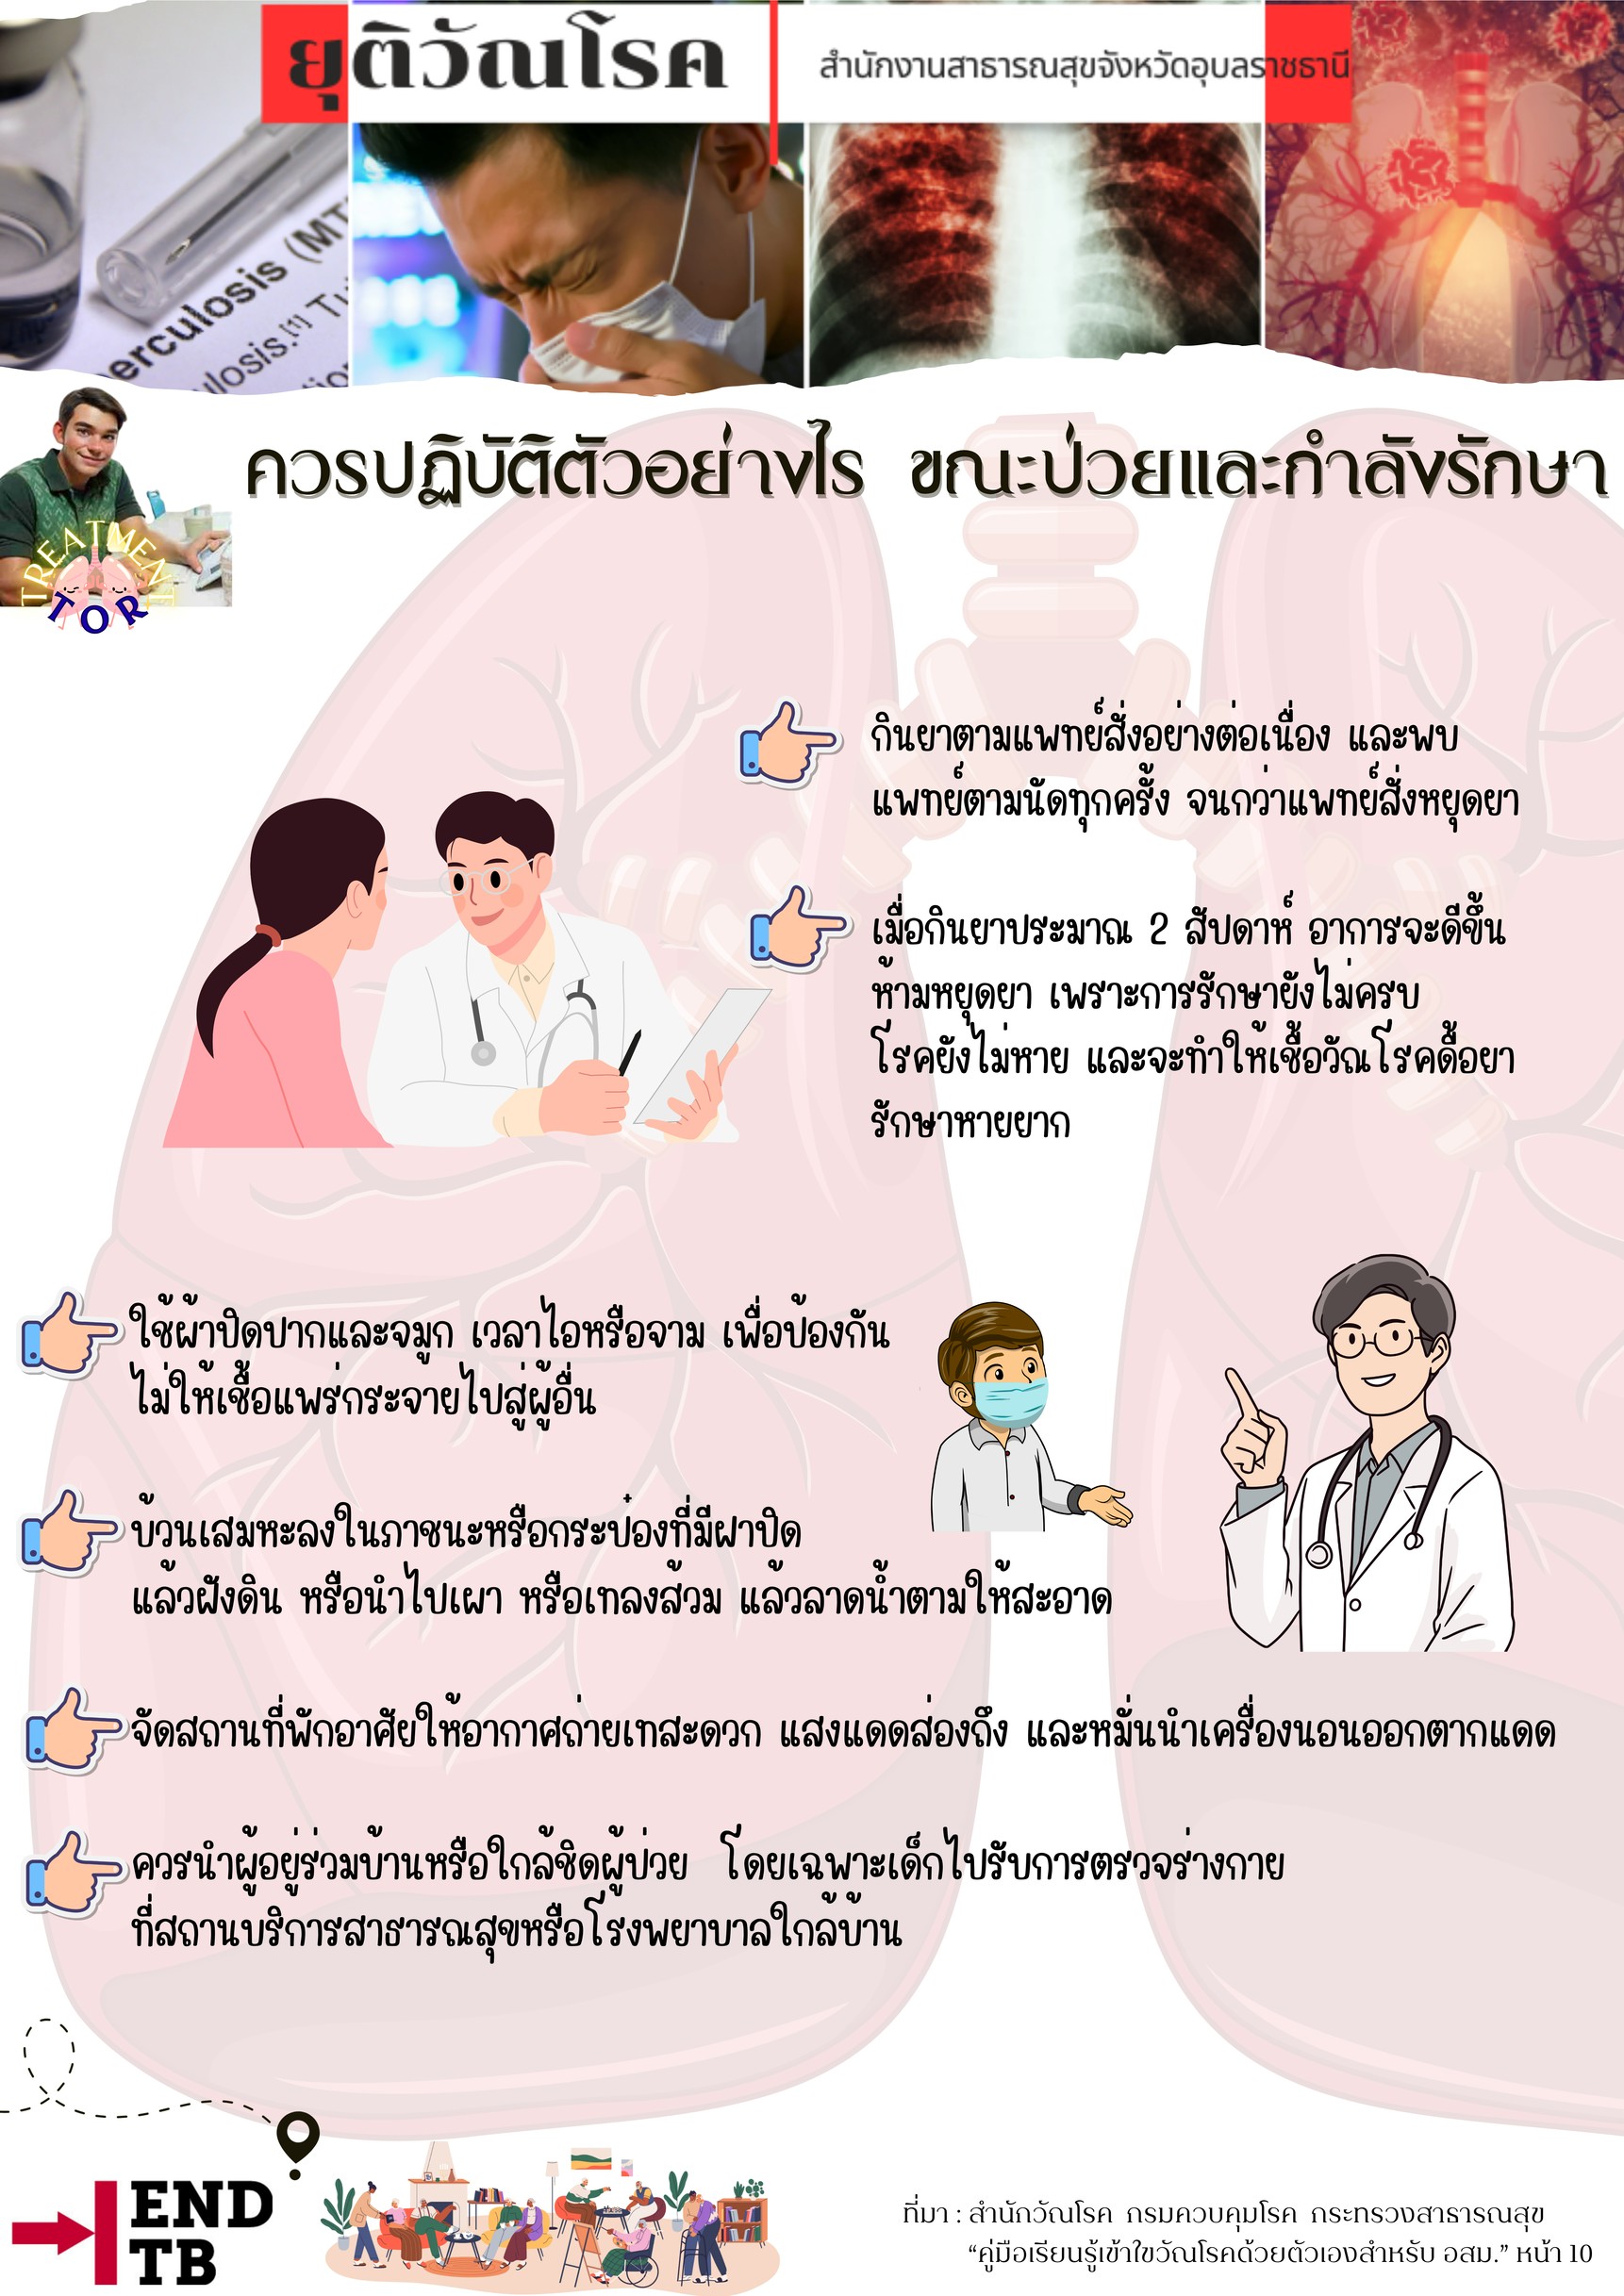 ยุติวัณโรค
สำนักงานสาธารณสุขจังหวัดอุบลราชธานี
erculosis (MT
ulosis.[1] Tu
ควรปฏิบัติตัวอย่างไร ขณะป่วยและกำลังรักษา
TREATMENT
TOR
กินยาตามแพทย์สั่งอย่างต่อเนื่อง และพบ
แพทย์ตามนัดทุกครั้ง จนกว่าแพทย์สั่งหยุดยา
เมื่อกินยาประมาณ 2 สัปดาห์ อาการจะดีขึ้น
ห้ามหยุดยา เพราะการรักษายังไม่ครบ
โรคยังไม่หาย และจะทำให้เชื้อวัณโรคดื้อยา
รักษาหายยาก
ใช้ผ้าปิดปากและจมูก เวลาไอหรือจาม เพื่อป้องกัน
ไม่ให้เชื้อแพร่กระจายไปสู่ผู้อื่น
บ้วนเสมหะลงในภาชนะหรือกระป๋องที่มีฝาปิด
แล้วฝังดิน หรือนำไปเผา หรือเทลงส้วม แล้วลาดน้ำตามให้สะอาด
จัดสถานที่พักอาศัยให้อากาศถ่ายเทสะดวก แสงแดดส่องถึง และหมั่นนำเครื่องนอนออกตากแดด
ควรนำผู้อยู่ร่วมบ้านหรือใกล้ชิดผู้ป่วย โดยเฉพาะเด็กไปรับการตรวจร่างกาย
ที่สถานบริการสาธารณสุขหรือโรงพยาบาลใกล้บ้าน
END
TB
ที่มา : สำนักวัณโรค กรมควบคุมโรค กระทรวงสาธารณสุข
“คู่มือเรียนรู้เข้าใขวัณโรคด้วยตัวเองสำหรับ อสม.” หน้า 10